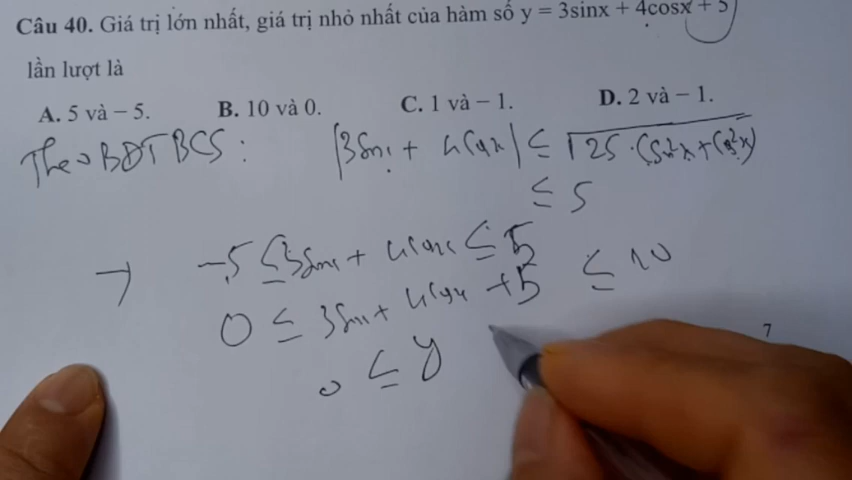 Câu 40. Giá trị lớn nhất, giá trị nhỏ nhất của hàm số y = 3sinx + 4cosx + 5
lần lượt là
A. 5 và – 5. B. 10 và 0. C. 1 và – 1. D. 2 và – 1.
Theo BĐT BCS: |3sinx + 4cosx| ≤ √25.(sin²x+cos²x)
≤ 5
→ -5 ≤ 3sinx + 4cosx ≤ 5
0 ≤ 3sinx + 4cosx + 5 ≤ 10
0 ≤ y
7